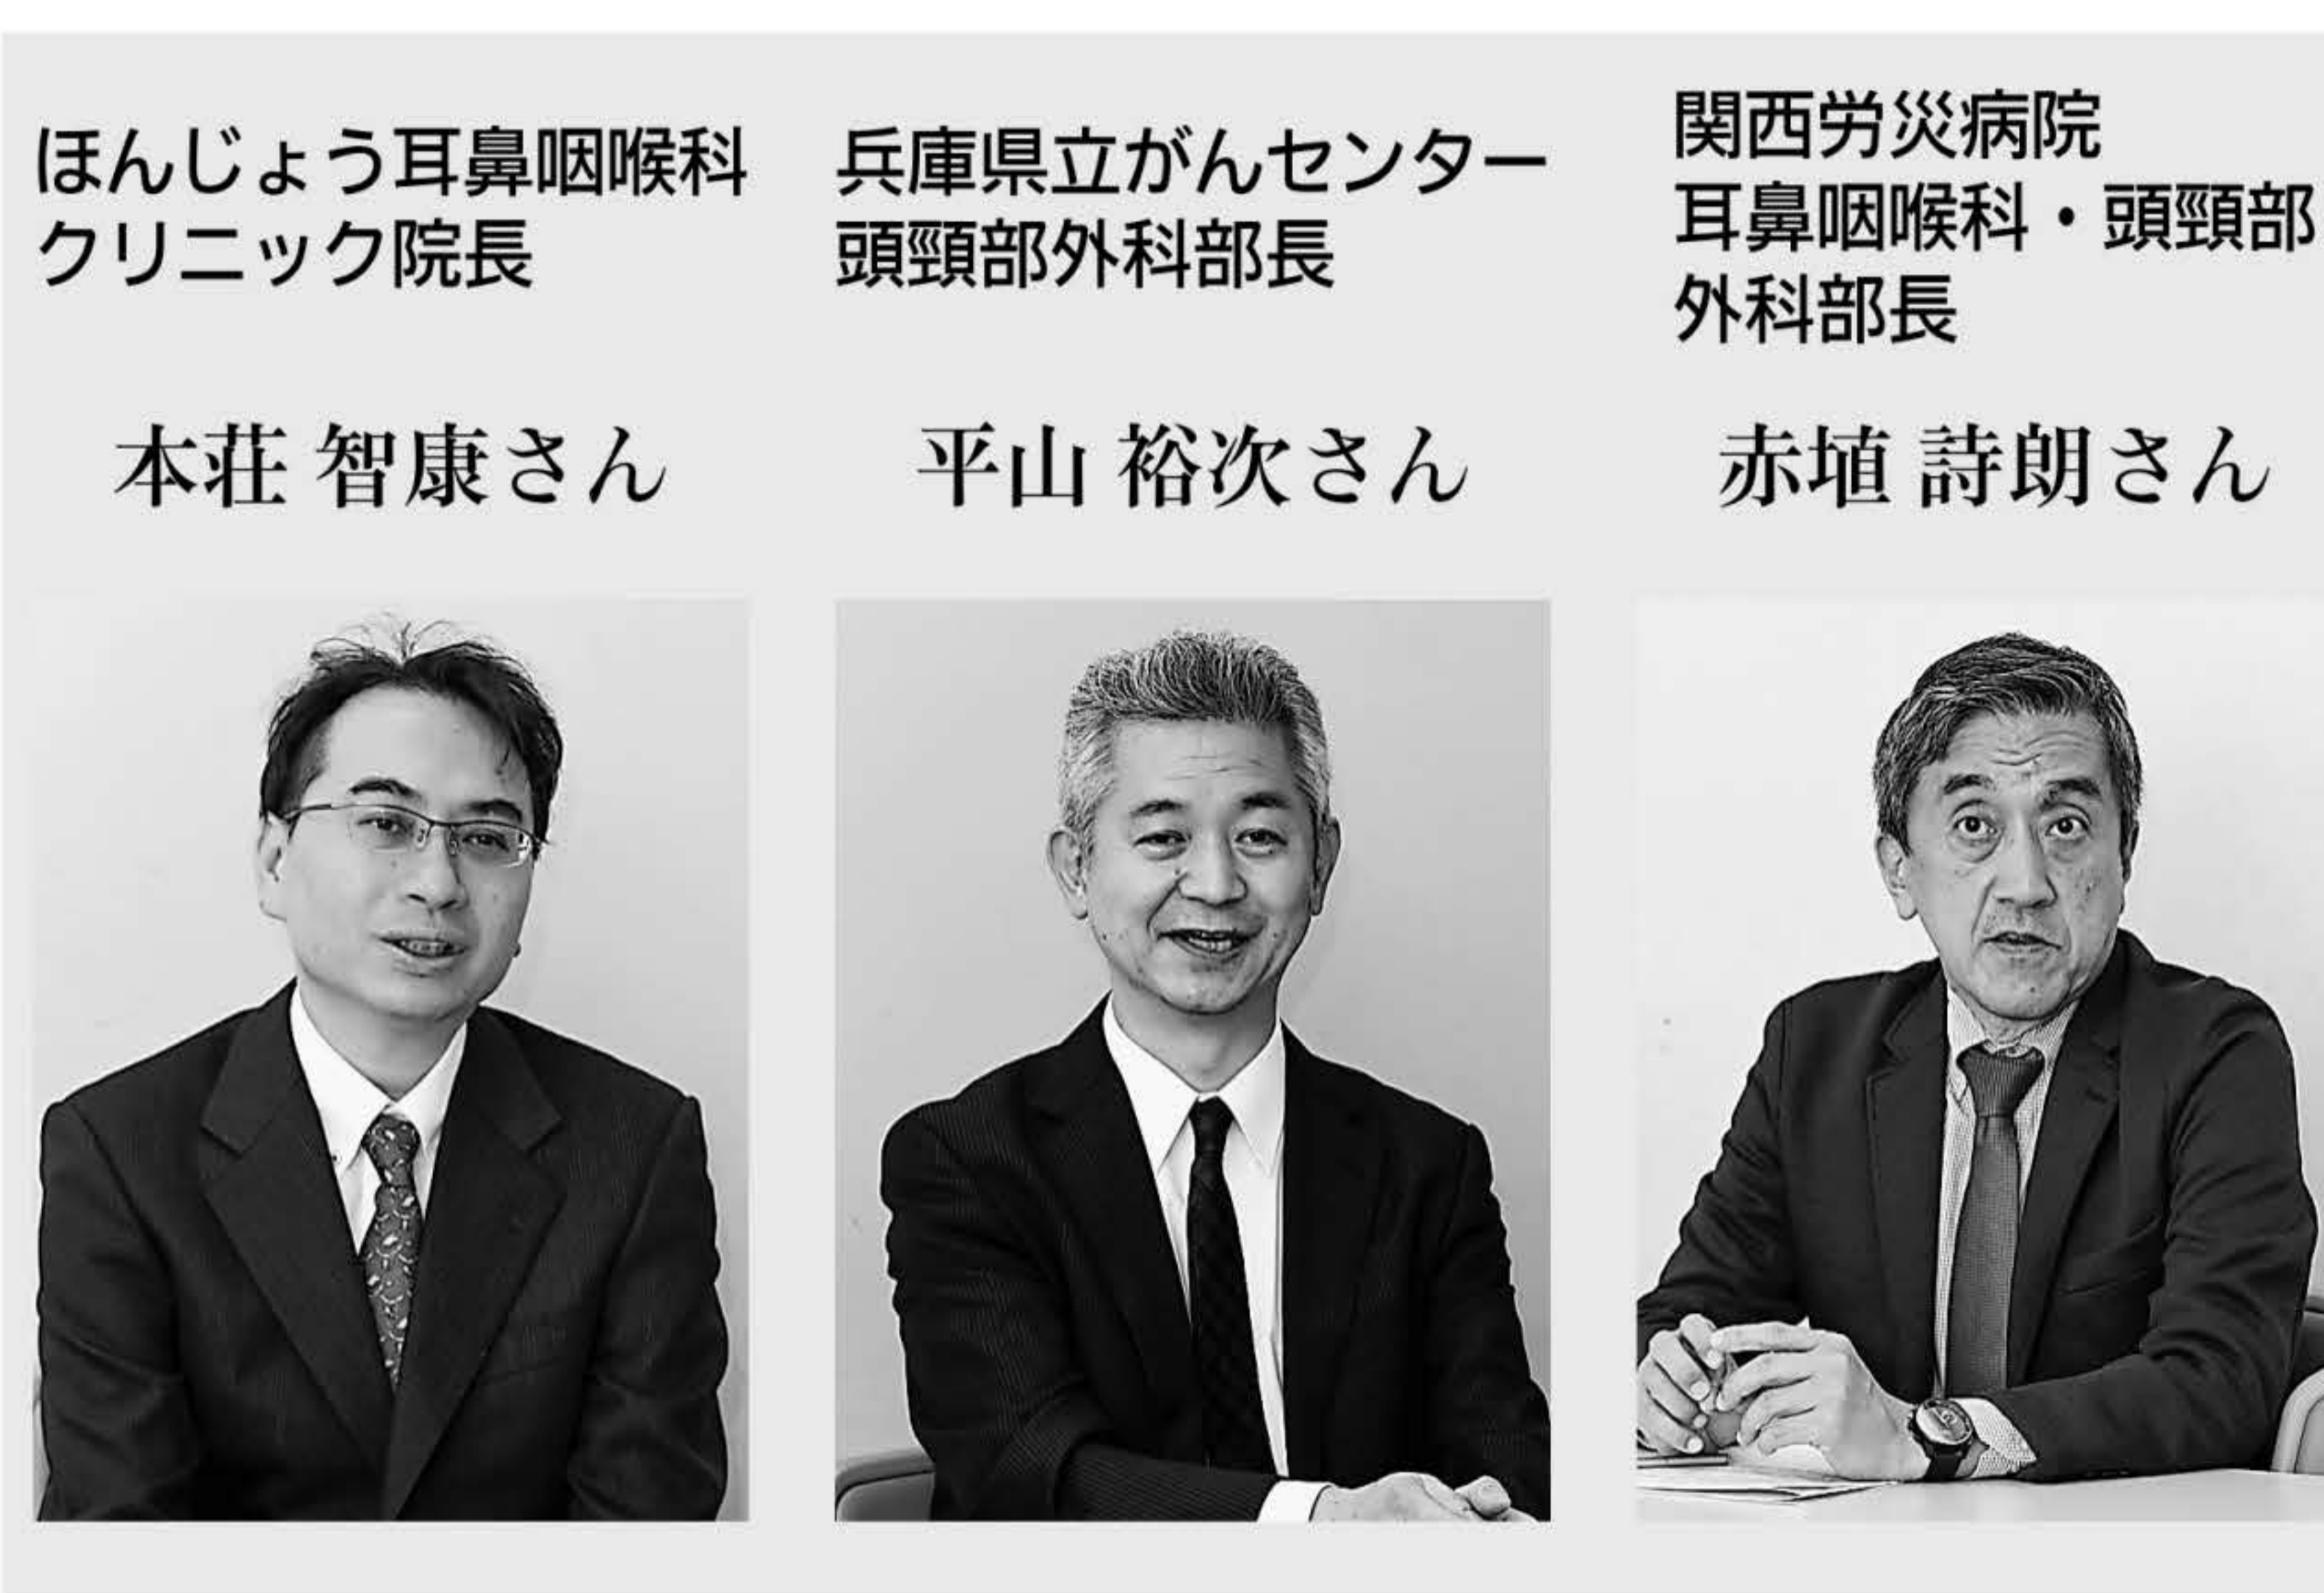 ほんじょう耳鼻咽喉科
クリニック院長
本荘 智康さん
兵庫県立がんセンター
頭頸部外科部長
平山 裕次さん
関西労災病院
耳鼻咽喉科・頭頸部
外科部長
赤埴 詩朗さん